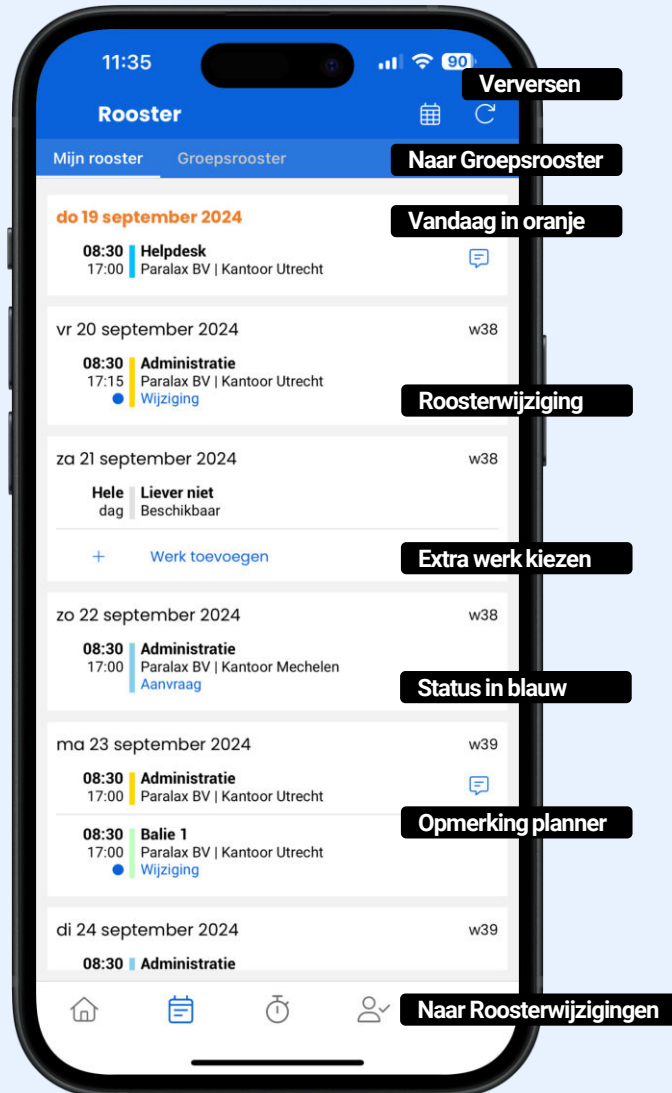 11:35
90
Verversen
Rooster
Mijn rooster Groepsrooster
Naar Groepsrooster
do 19 september 2024
Vandaag in oranje
08:30 Helpdesk
17:00 Paralax BV | Kantoor Utrecht
vr 20 september 2024 w38
08:30 Administratie
17:15 Paralax BV | Kantoor Utrecht
Wijziging
Roosterwijziging
za 21 september 2024 w38
Hele Liever niet
dag Beschikbaar
+ Werk toevoegen
Extra werk kiezen
zo 22 september 2024 w38
08:30 Administratie
17:00 Paralax BV | Kantoor Mechelen
Aanvraag
Status in blauw
ma 23 september 2024 w39
08:30 Administratie
17:00 Paralax BV | Kantoor Utrecht
Opmerking planner
08:30 Balie 1
17:00 Paralax BV | Kantoor Utrecht
Wijziging
di 24 september 2024 w39
08:30 Administratie
Naar Roosterwijzigingen